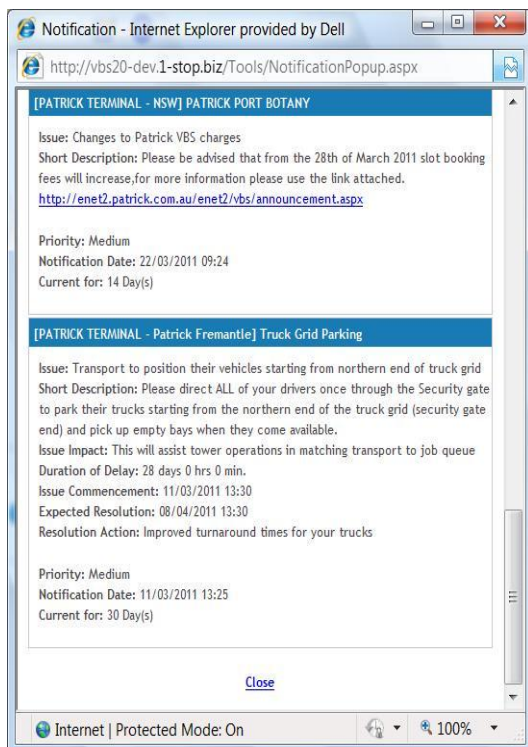 Notification - Internet Explorer provided by Dell
http://vbs20-dev.1-stop.biz/Tools/NotificationPopup.aspx
[PATRICK TERMINAL - NSW] PATRICK PORT BOTANY
Issue: Changes to Patrick VBS charges
Short Description: Please be advised that from the 28th of March 2011 slot booking
fees will increase,for more information please use the link attached.
http://enet2.patrick.com.au/enet2/vbs/announcement.aspx
Priority: Medium
Notification Date: 22/03/2011 09:24
Current for: 14 Day(s)
[PATRICK TERMINAL - Patrick Fremantle] Truck Grid Parking
Issue: Transport to position their vehicles starting from northern end of truck grid
Short Description: Please direct ALL of your drivers once through the Security gate
to park their trucks starting from the northern end of the truck grid (security gate
end) and pick up empty bays when they come available.
Issue Impact: This will assist tower operations in matching transport to job queue
Duration of Delay: 28 days 0 hrs 0 min.
Issue Commencement: 11/03/2011 13:30
Expected Resolution: 08/04/2011 13:30
Resolution Action: Improved turnaround times for your trucks
Priority: Medium
Notification Date: 11/03/2011 13:25
Current for: 30 Day(s)
Close
Internet | Protected Mode: On
100%